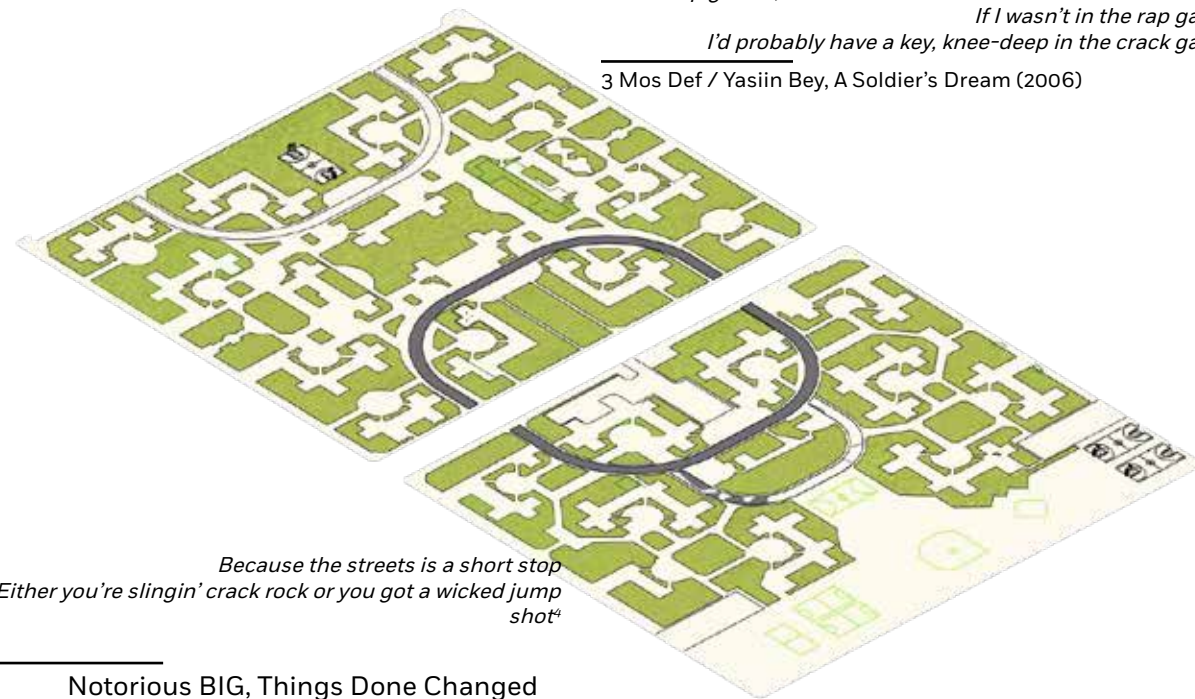 If I wasn't in the rap ga
I'd probably have a key, knee-deep in the crack ga
3 Mos Def / Yasiin Bey, A Soldier's Dream (2006)
Because the streets is a short stop
Either you're slingin' crack rock or you got a wicked jump
shot⁴
Notorious BIG, Things Done Changed